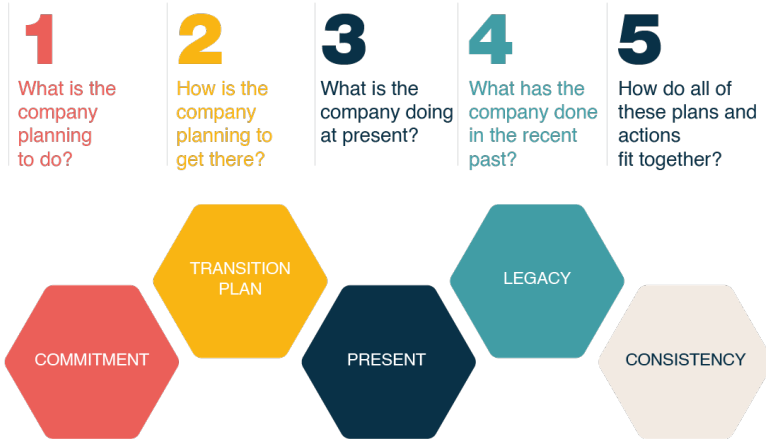 1
What is the
company
planning
to do?
2
How is the
company
planning to
get there?
3
What is the
company doing
at present?
4
What has the
company done
in the recent
past?
5
How do all of
these plans and
actions
fit together?
COMMITMENT
TRANSITION
PLAN
PRESENT
LEGACY
CONSISTENCY